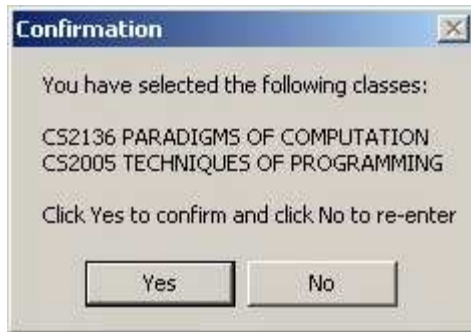 Confirmation
You have selected the following classes:
CS2136 PARADIGMS OF COMPUTATION
CS2005 TECHNIQUES OF PROGRAMMING
Click Yes to confirm and click No to re-enter
Yes
No